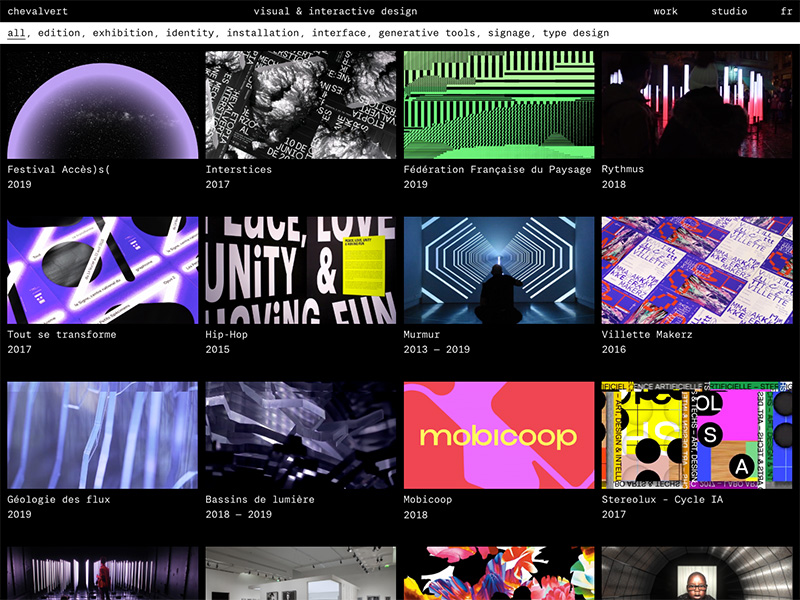 chevalvert visual & interactive design work studio fr
all, edition, exhibition, identity, installation, interface, generative tools, signage, type design
Festival Accès)s( Interstices Fédération Française du Paysage Rythmus
2019 2017 2019 2018
PEACE, LOVE
UNiTY &
HAVING FUN
Tout se transforme Hip-Hop Murmur Villette Makerz
2017 2015 2013 — 2019 2016
mobicoop
OL
S
A
Géologie des flux Bassins de lumière Mobicoop Stereolux - Cycle IA
2019 2018 — 2019 2018 2017